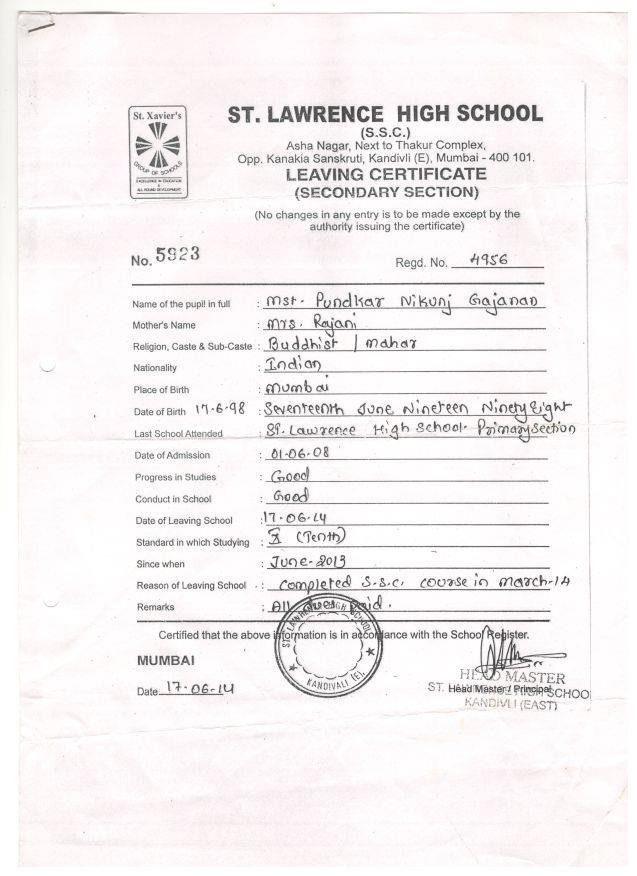 St. Xavier's
GROUP OF SCHOOLS
EXCELLENCE IN EDUCATION
&
ALL ROUND DEVELOPMENT
ST. LAWRENCE HIGH SCHOOL
(S.S.C.)
Asha Nagar, Next to Thakur Complex,
Opp. Kanakia Sanskruti, Kandivli (E), Mumbai - 400 101.
LEAVING CERTIFICATE
(SECONDARY SECTION)
(No changes in any entry is to be made except by the
authority issuing the certificate)
No. 5923
Regd. No. 4956
Name of the pupil in full : Mst. Pundkar Nikunj Gajanan
Mother's Name : Mrs. Rajani
Religion, Caste & Sub-Caste : Buddhist / Mahar
Nationality : Indian
Place of Birth : Mumbai
Date of Birth 17-6-98 : Seventeenth June Nineteen Ninety Eight
Last School Attended : St. Lawrence High School. Primary Section
Date of Admission : 01-06-08
Progress in Studies : Good
Conduct in School : Good
Date of Leaving School : 17-06-14
Standard in which Studying : X (Tenth)
Since when : June-2013
Reason of Leaving School : Completed S.S.C. course in March-14
Remarks : All dues paid.
Certified that the above information is in accordance with the School Register.
MUMBAI
Date 17-06-14
ST. LAWRENCE HIGH SCHOOL
KANDIVALI (E).
HEAD MASTER
Head Master / Principal
ST. LAWRENCE HIGH SCHOOL
KANDIVLI (EAST)